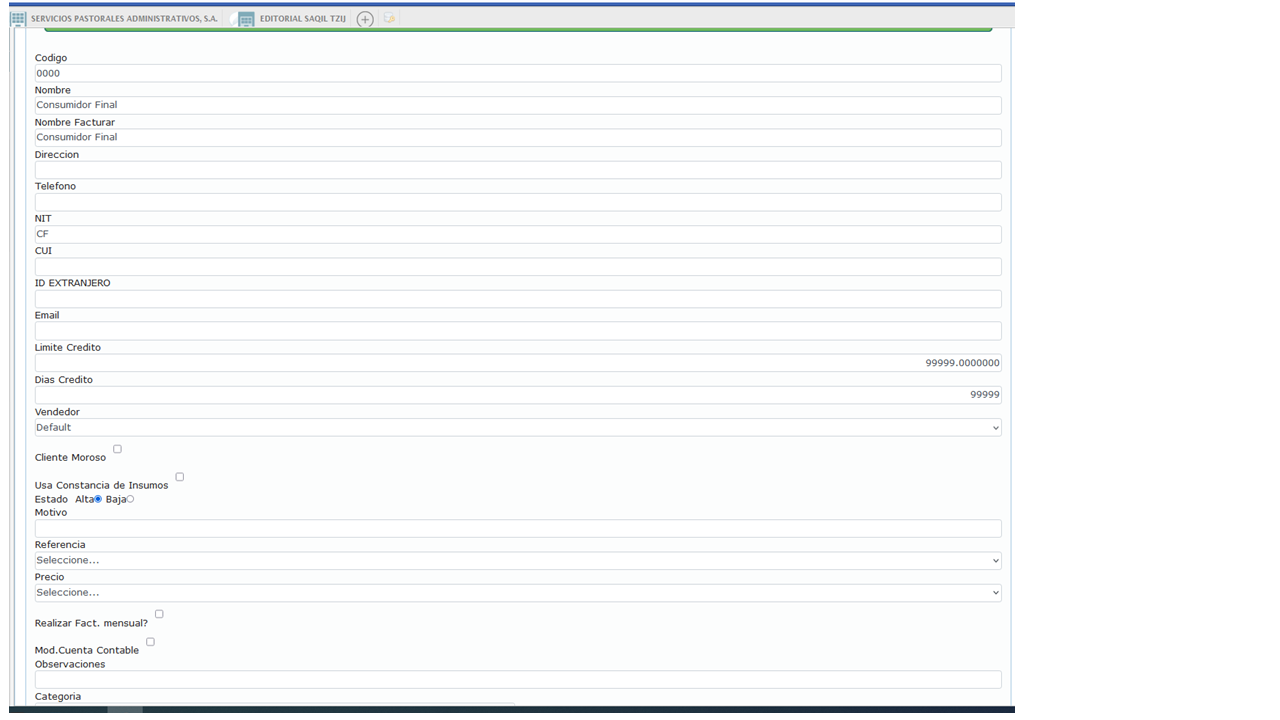 SERVICIOS PASTORALES ADMINISTRATIVOS, S.A. EDITORIAL SAQIL TZIJ
Codigo
0000
Nombre
Consumidor Final
Nombre Facturar
Consumidor Final
Direccion
Telefono
NIT
CF
CUI
ID EXTRANJERO
Email
Limite Credito
99999.0000000
Dias Credito
99999
Vendedor
Default
Cliente Moroso
Usa Constancia de Insumos
Estado Alta Baja
Motivo
Referencia
Seleccione...
Precio
Seleccione...
Realizar Fact. mensual?
Mod.Cuenta Contable
Observaciones
Categoria